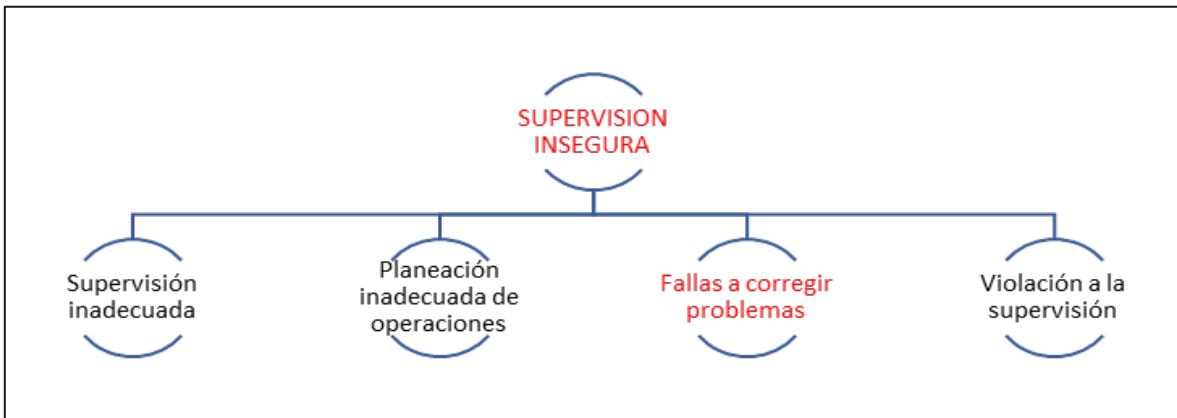 SUPERVISION
INSEGURA
Supervisión
inadecuada
Planeación
inadecuada de
operaciones
Fallas a corregir
problemas
Violación a la
supervisión